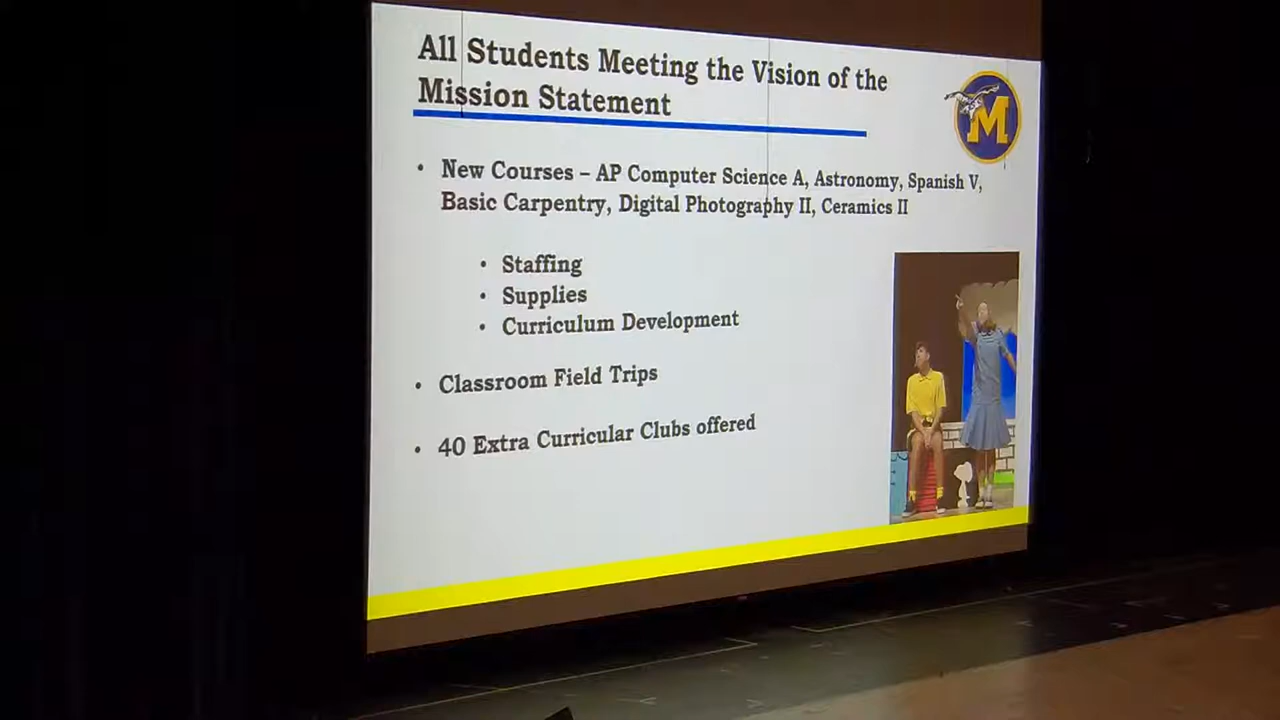 All Students Meeting the Vision of the
Mission Statement
M
• New Courses – AP Computer Science A, Astronomy, Spanish V,
Basic Carpentry, Digital Photography II, Ceramics II
• Staffing
• Supplies
• Curriculum Development
• Classroom Field Trips
• 40 Extra Curricular Clubs offered